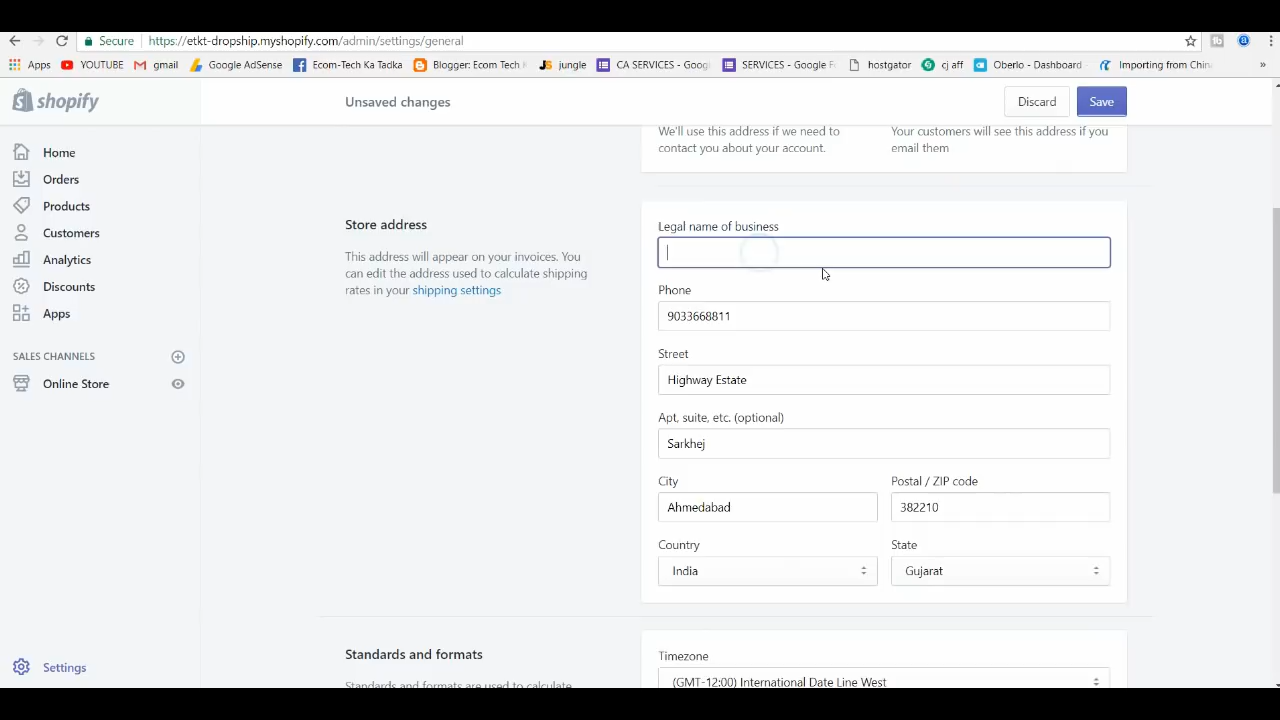 Secure
https://etkt-dropship.myshopify.com/admin/settings/general
Apps YOUTUBE gmail Google AdSense Ecom-Tech Ka Tadka Blogger: Ecom Tech jungle CA SERVICES - Goog SERVICES - Google F hostgator cj aff Oberlo - Dashboard Importing from Chin »
shopify
Unsaved changes
Discard
Save
We'll use this address if we need to
contact you about your account.
Your customers will see this address if you
email them
Home
Orders
Products
Customers
Analytics
Discounts
Apps
SALES CHANNELS
Online Store
Settings
Store address
This address will appear on your invoices. You
can edit the address used to calculate shipping
rates in your shipping settings
Legal name of business
Phone
9033668811
Street
Highway Estate
Apt, suite, etc. (optional)
Sarkhej
City
Ahmedabad
Postal / ZIP code
382210
Country
India
State
Gujarat
Standards and formats
Standards and formats are used to calculate
Timezone
(GMT-12:00) International Date Line West